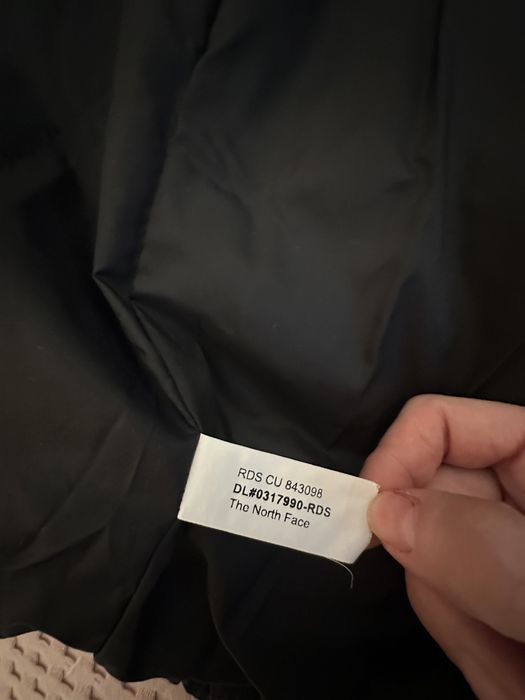 RDS CU 843098
DL#0317990-RDS
The North Face